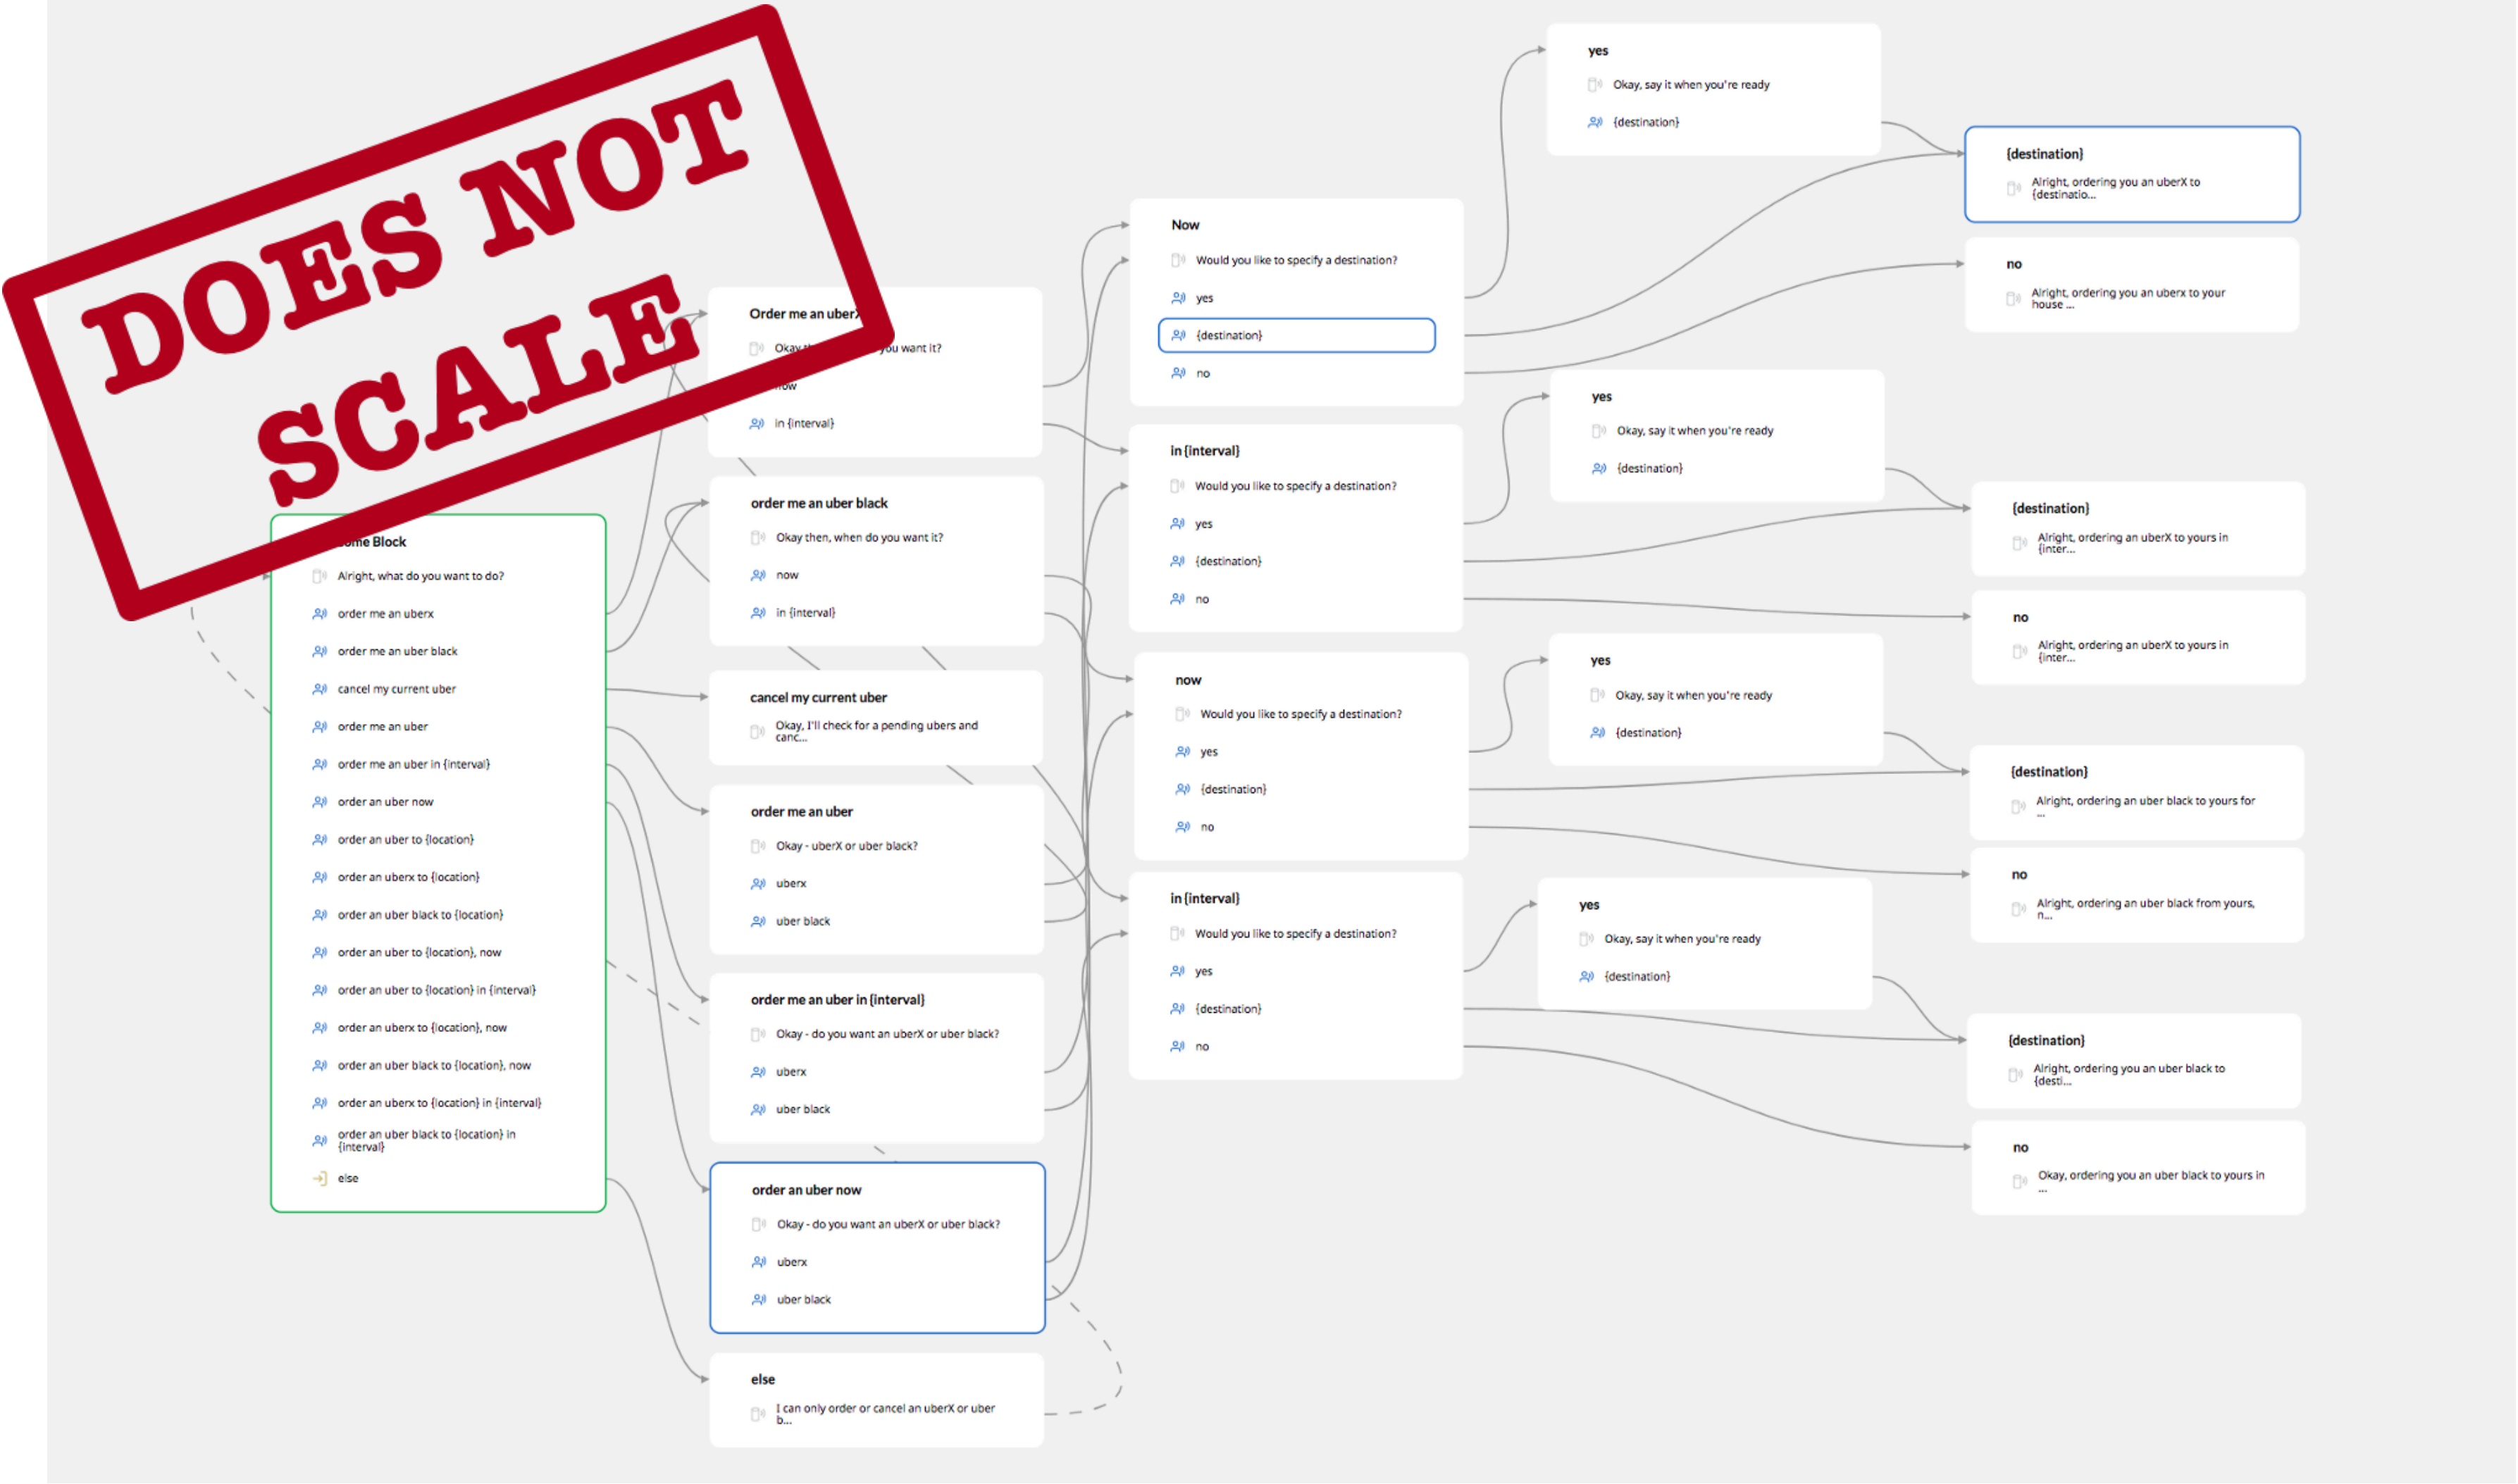 DOES NOT
SCALE
ome Block
Alright, what do you want to do?
order me an uberx
order me an uber black
cancel my current uber
order me an uber
order me an uber in {interval}
order an uber now
order an uber to {location}
order an uberx to {location}
order an uber black to {location}
order an uber to {location}, now
order an uber to {location} in {interval}
order an uberx to {location}, now
order an uber black to {location}, now
order an uberx to {location} in {interval}
order an uber black to {location} in
{interval}
else
Order me an uberX
Okay you want it?
now
in {interval}
order me an uber black
Okay then, when do you want it?
now
in {interval}
cancel my current uber
Okay, I'll check for a pending ubers and
canc...
order me an uber
Okay - uberX or uber black?
uberx
uber black
order me an uber in {interval}
Okay - do you want an uberX or uber black?
uberx
uber black
order an uber now
Okay - do you want an uberX or uber black?
uberx
uber black
else
I can only order or cancel an uberX or uber
b...
Now
Would you like to specify a destination?
yes
{destination}
no
in {interval}
Would you like to specify a destination?
yes
{destination}
no
now
Would you like to specify a destination?
yes
{destination}
no
in {interval}
Would you like to specify a destination?
yes
{destination}
no
yes
Okay, say it when you're ready
{destination}
yes
Okay, say it when you're ready
{destination}
yes
Okay, say it when you're ready
{destination}
yes
Okay, say it when you're ready
{destination}
{destination}
Alright, ordering you an uberX to
{destinatio...
no
Alright, ordering you an uberx to your
house ...
{destination}
Alright, ordering an uberX to yours in
{inter...
no
Alright, ordering an uberX to yours in
{inter...
{destination}
Alright, ordering an uber black to yours for
...
no
Alright, ordering an uber black from yours,
n...
{destination}
Alright, ordering you an uber black to
{desti...
no
Okay, ordering you an uber black to yours in
...